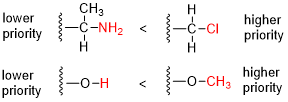 lower priority CH3 –C–NH2 H < H –C–Cl H higher priority
lower priority –O–H < –O–CH3 higher priority